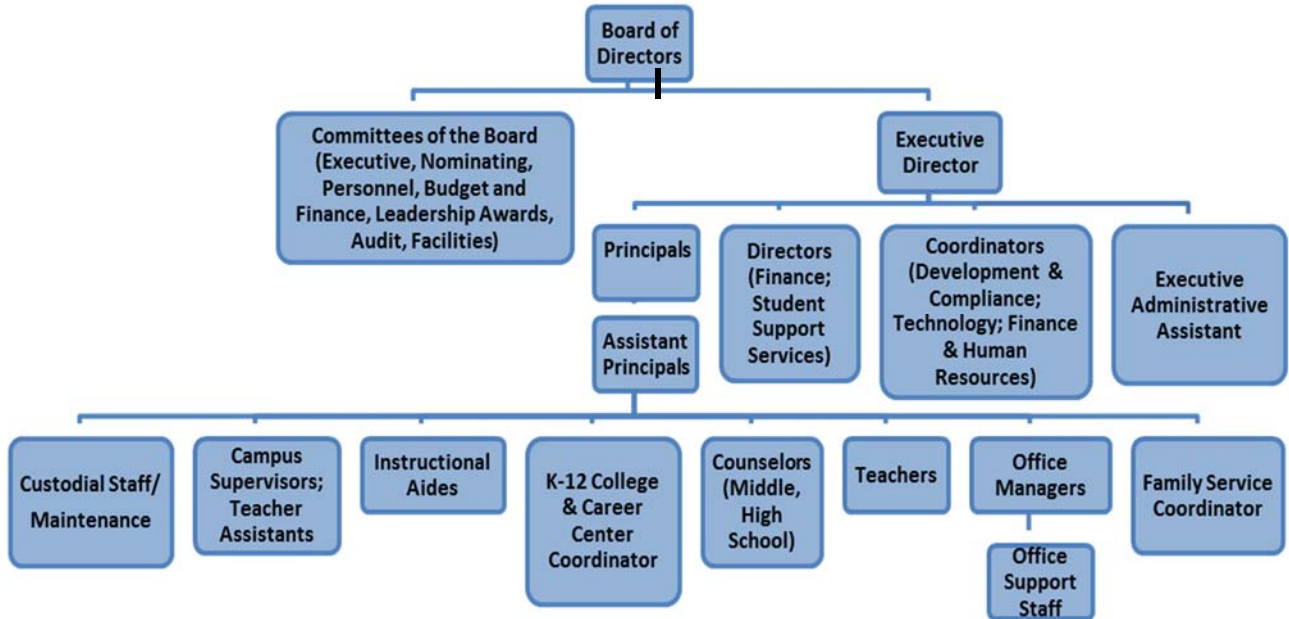 Board of
Directors
Committees of the Board
(Executive, Nominating,
Personnel, Budget and
Finance, Leadership Awards,
Audit, Facilities)
Executive
Director
Principals
Directors
(Finance;
Student
Support
Services)
Coordinators
(Development &
Compliance;
Technology; Finance
& Human
Resources)
Executive
Administrative
Assistant
Assistant
Principals
Custodial Staff/
Maintenance
Campus
Supervisors;
Teacher
Assistants
Instructional
Aides
K-12 College
& Career
Center
Coordinator
Counselors
(Middle,
High
School)
Teachers
Office
Managers
Family Service
Coordinator
Office
Support
Staff